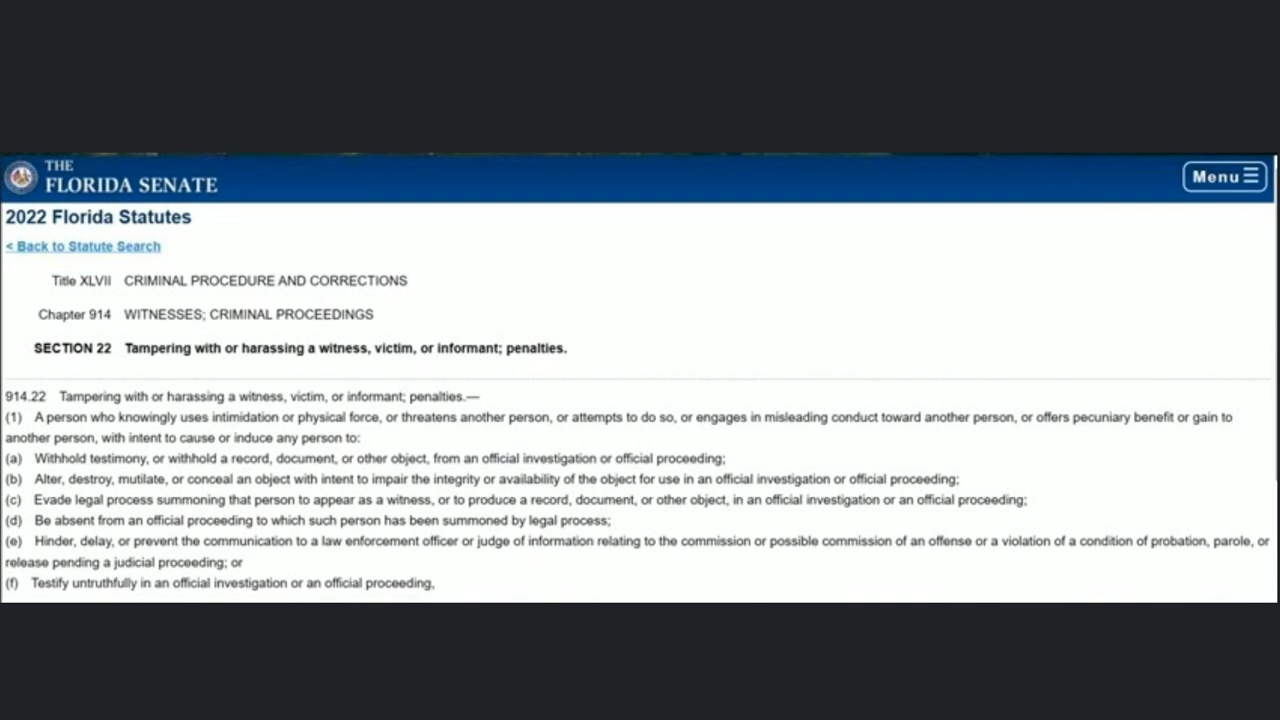 THE
FLORIDA SENATE
Menu
2022 Florida Statutes
< Back to Statute Search
Title XLVII CRIMINAL PROCEDURE AND CORRECTIONS
Chapter 914 WITNESSES; CRIMINAL PROCEEDINGS
SECTION 22 Tampering with or harassing a witness, victim, or informant; penalties.
914.22 Tampering with or harassing a witness, victim, or informant; penalties.—
(1) A person who knowingly uses intimidation or physical force, or threatens another person, or attempts to do so, or engages in misleading conduct toward another person, or offers pecuniary benefit or gain to
another person, with intent to cause or induce any person to:
(a) Withhold testimony, or withhold a record, document, or other object, from an official investigation or official proceeding;
(b) Alter, destroy, mutilate, or conceal an object with intent to impair the integrity or availability of the object for use in an official investigation or official proceeding;
(c) Evade legal process summoning that person to appear as a witness, or to produce a record, document, or other object, in an official investigation or an official proceeding;
(d) Be absent from an official proceeding to which such person has been summoned by legal process;
(e) Hinder, delay, or prevent the communication to a law enforcement officer or judge of information relating to the commission or possible commission of an offense or a violation of a condition of probation, parole, or
release pending a judicial proceeding; or
(f) Testify untruthfully in an official investigation or an official proceeding,